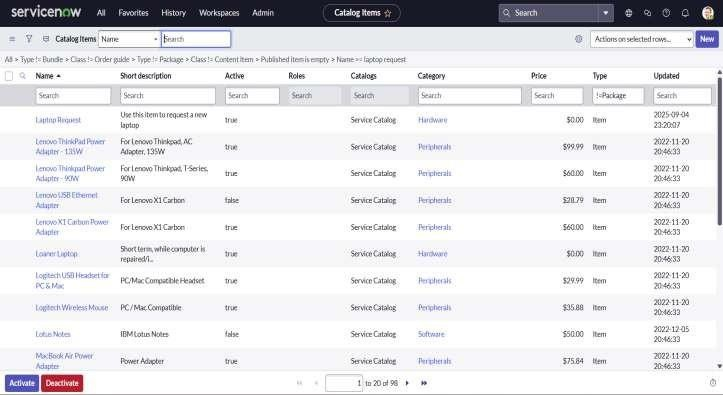 servicenow All Favorites History Workspaces Admin Catalog Items Search
Catalog Items Name Search Actions on selected rows... New
All > Type != Bundle > Class != Order guide > Type != Package > Class != Content Item > Published item is empty > Name >= laptop request
Name Short description Active Roles Catalogs Category Price Type Updated
Search Search Search Search Search Search Search !=Package Search
Laptop Request Use this item to request a new laptop true Service Catalog Hardware $0.00 Item 2025-09-04 23:20:07
Lenovo ThinkPad Power Adapter - 135W For Lenovo Thinkpad, AC Adapter, 135W true Service Catalog Peripherals $99.99 Item 2022-11-20 20:46:33
Lenovo Thinkpad Power Adapter - 90W For Lenovo Thinkpad, T-Series, 90W true Service Catalog Peripherals $60.00 Item 2022-11-20 20:46:33
Lenovo USB Ethernet Adapter For Lenovo X1 Carbon false Service Catalog Peripherals $28.79 Item 2022-11-20 20:46:33
Lenovo X1 Carbon Power Adapter For Lenovo X1 Carbon true Service Catalog Peripherals $60.00 Item 2022-11-20 20:46:33
Loaner Laptop Short term, while computer is repaired/i... true Service Catalog Hardware $0.00 Item 2022-11-20 20:46:33
Logitech USB Headset for PC & Mac PC/Mac Compatible Headset true Service Catalog Peripherals $29.99 Item 2022-11-20 20:46:33
Logitech Wireless Mouse PC / Mac Compatible true Service Catalog Peripherals $35.88 Item 2022-11-20 20:46:33
Lotus Notes IBM Lotus Notes false Service Catalog Software $50.00 Item 2022-12-05 20:46:33
MacBook Air Power Adapter Power Adapter true Service Catalog Peripherals $75.84 Item 2022-11-20 20:46:33
Activate Deactivate 1 to 20 of 98